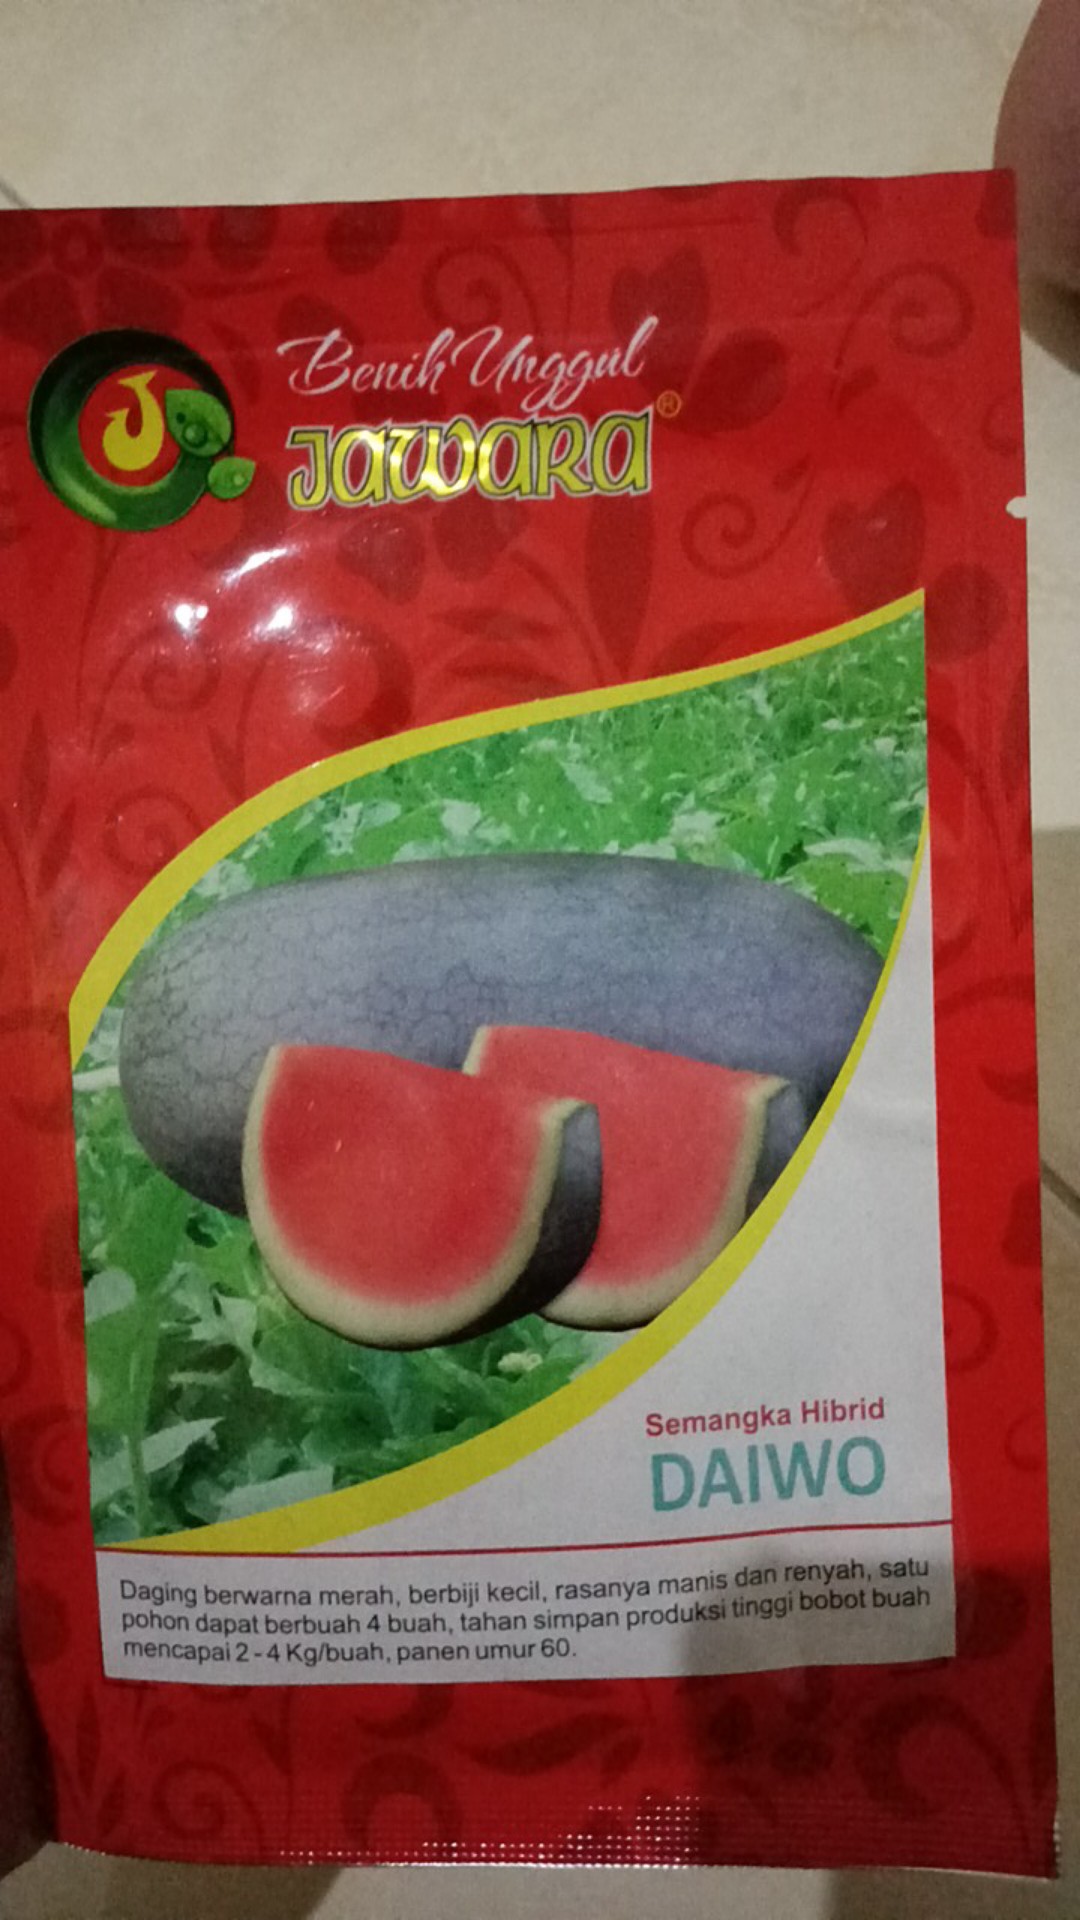 Benih Unggul
JAWARA®
Semangka Hibrid
DAIWO
Daging berwarna merah, berbiji kecil, rasanya manis dan renyah, satu
pohon dapat berbuah 4 buah, tahan simpan produksi tinggi bobot buah
mencapai 2 - 4 Kg/buah, panen umur 60.